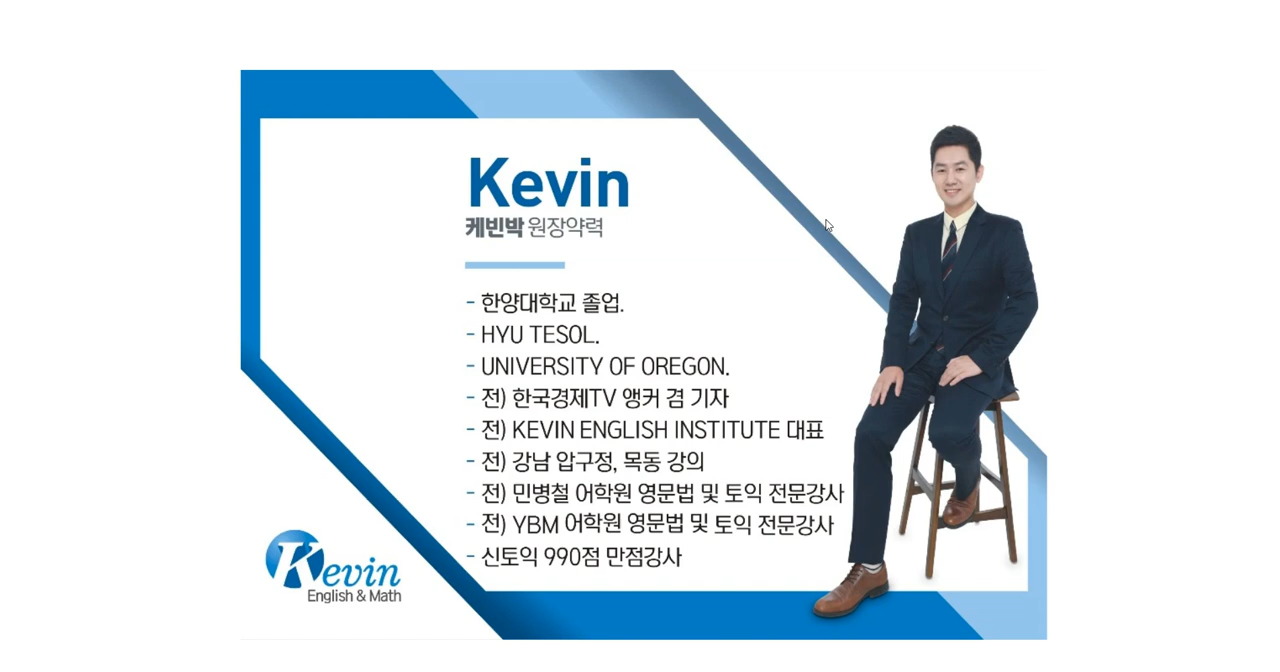 Kevin
케빈박 원장약력
- 한양대학교 졸업.
- HYU TESOL.
- UNIVERSITY OF OREGON.
- 전) 한국경제TV 앵커 겸 기자
- 전) KEVIN ENGLISH INSTITUTE 대표
- 전) 강남 압구정, 목동 강의
- 전) 민병철 어학원 영문법 및 토익 전문강사
- 전) YBM 어학원 영문법 및 토익 전문강사
- 신토익 990점 만점강사
Kevin
English & Math